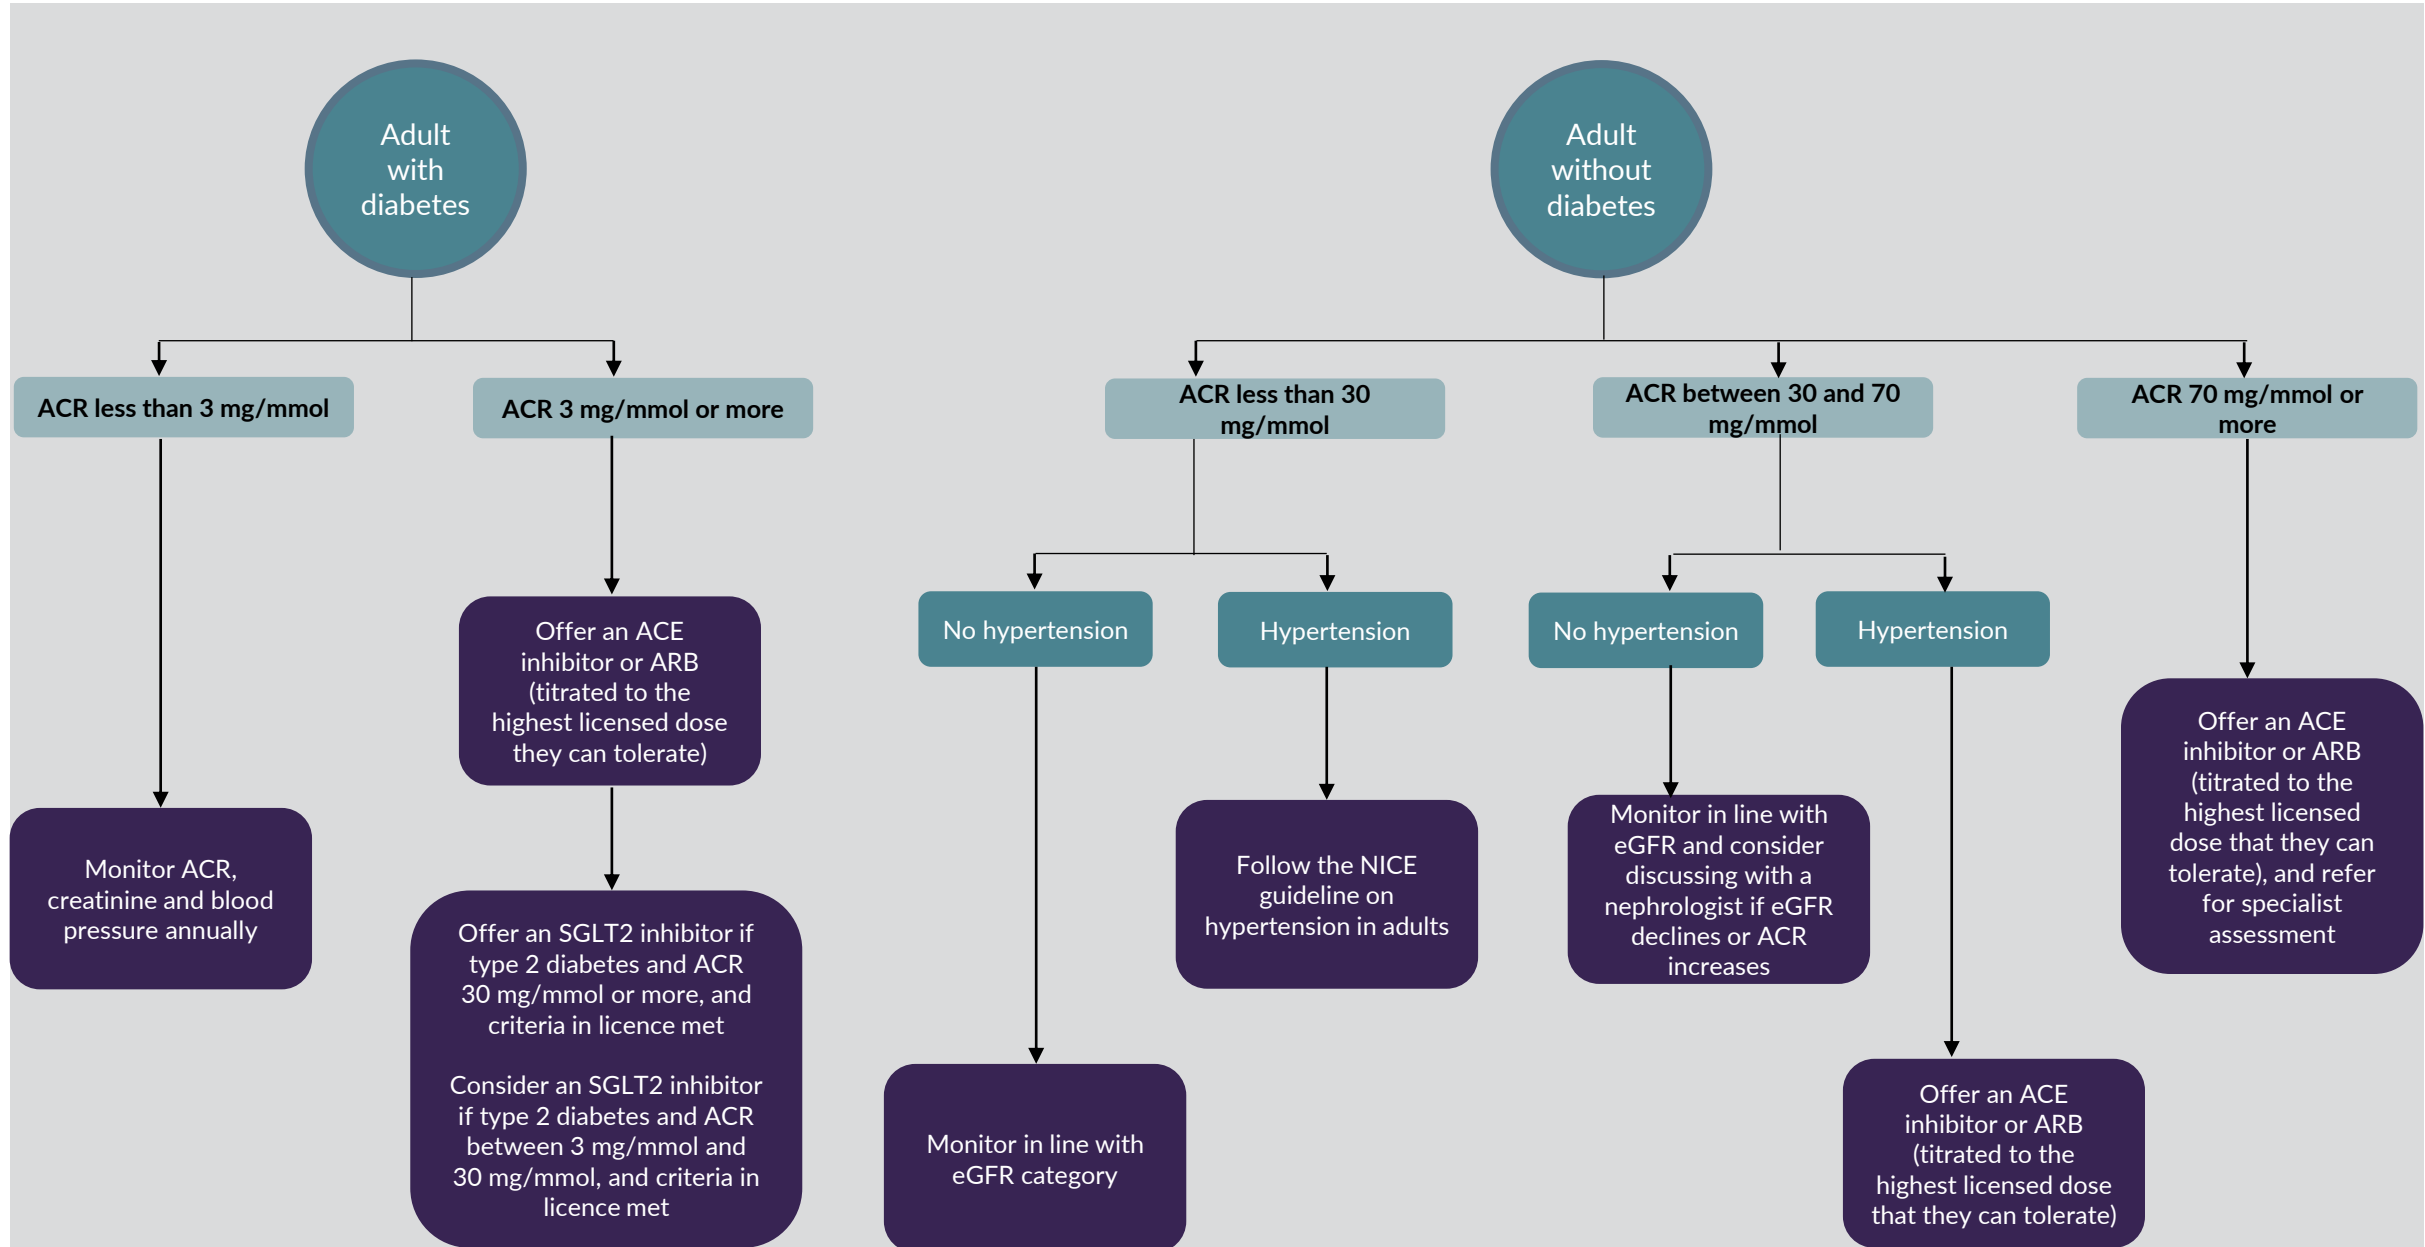 Adult
with
diabetes
Adult
without
diabetes
ACR less than 3 mg/mmol
ACR 3 mg/mmol or more
ACR less than 30
mg/mmol
ACR between 30 and 70
mg/mmol
ACR 70 mg/mmol or
more
No hypertension
Hypertension
No hypertension
Hypertension
Offer an ACE
inhibitor or ARB
(titrated to the
highest licensed dose
they can tolerate)
Offer an ACE
inhibitor or ARB
(titrated to the
highest licensed
dose that they can
tolerate), and refer
for specialist
assessment
Monitor ACR,
creatinine and blood
pressure annually
Follow the NICE
guideline on
hypertension in adults
Monitor in line with
eGFR and consider
discussing with a
nephrologist if eGFR
declines or ACR
increases
Offer an SGLT2 inhibitor if
type 2 diabetes and ACR
30 mg/mmol or more, and
criteria in licence met
Consider an SGLT2 inhibitor
if type 2 diabetes and ACR
between 3 mg/mmol and
30 mg/mmol, and criteria in
licence met
Monitor in line with
eGFR category
Offer an ACE
inhibitor or ARB
(titrated to the
highest licensed dose
that they can tolerate)